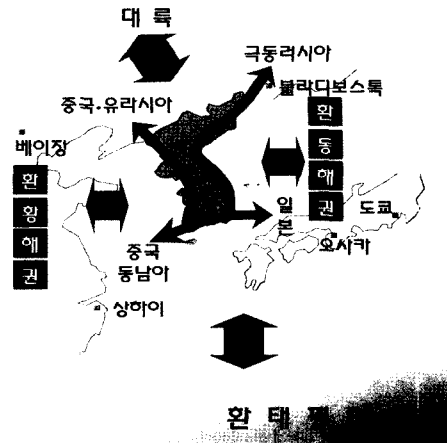 대 륙
극동러시아
중국·유라시아
블라디보스톡
베이징
환황해권
환동해권
일본
도쿄
오사카
중국
동남아
상하이
환 태